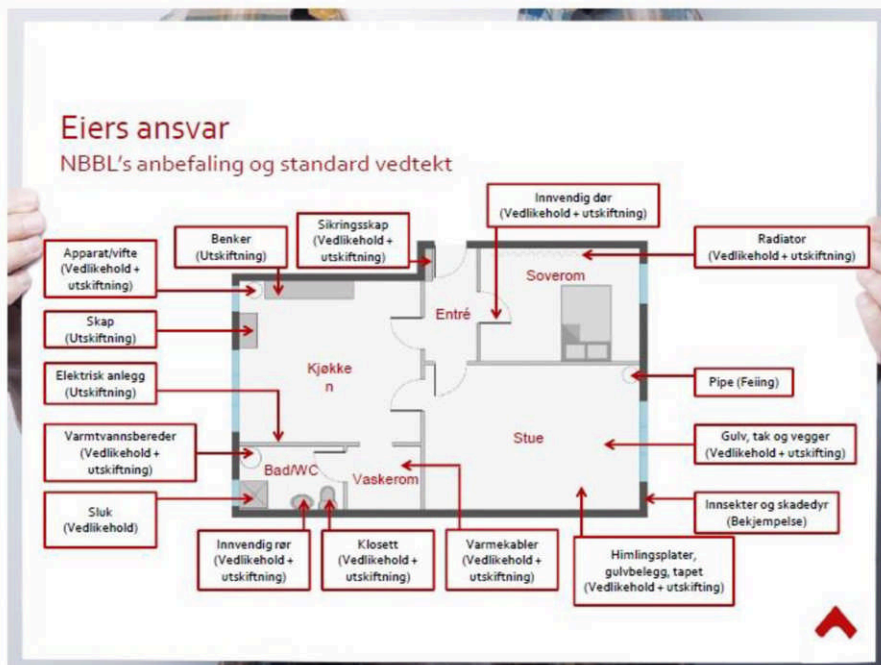 Eiers ansvar
NBBL's anbefaling og standard vedtekt
Innvendig dør
(Vedlikehold + utskiftning)
Sikringsskap
(Vedlikehold +
utskiftning)
Benker
(Utskiftning)
Radiator
(Vedlikehold + utskiftning)
Apparat/vifte
(Vedlikehold +
utskiftning)
Soverom
Entré
Skap
(Utskiftning)
Kjøkke
n
Elektrisk anlegg
(Utskiftning)
Pipe (Feiing)
Stue
Gulv, tak og vegger
(Vedlikehold + utskifting)
Varmtvannsbereder
(Vedlikehold +
utskiftning)
Bad/WC
Vaskerom
Sluk
(Vedlikehold)
Innsekter og skadedyr
(Bekjempelse)
Innvendig rør
(Vedlikehold +
utskiftning)
Klosett
(Vedlikehold +
utskiftning)
Varmekabler
(Vedlikehold +
utskiftning)
Himlingsplater,
gulvbelegg, tapet
(Vedlikehold + utskifting)